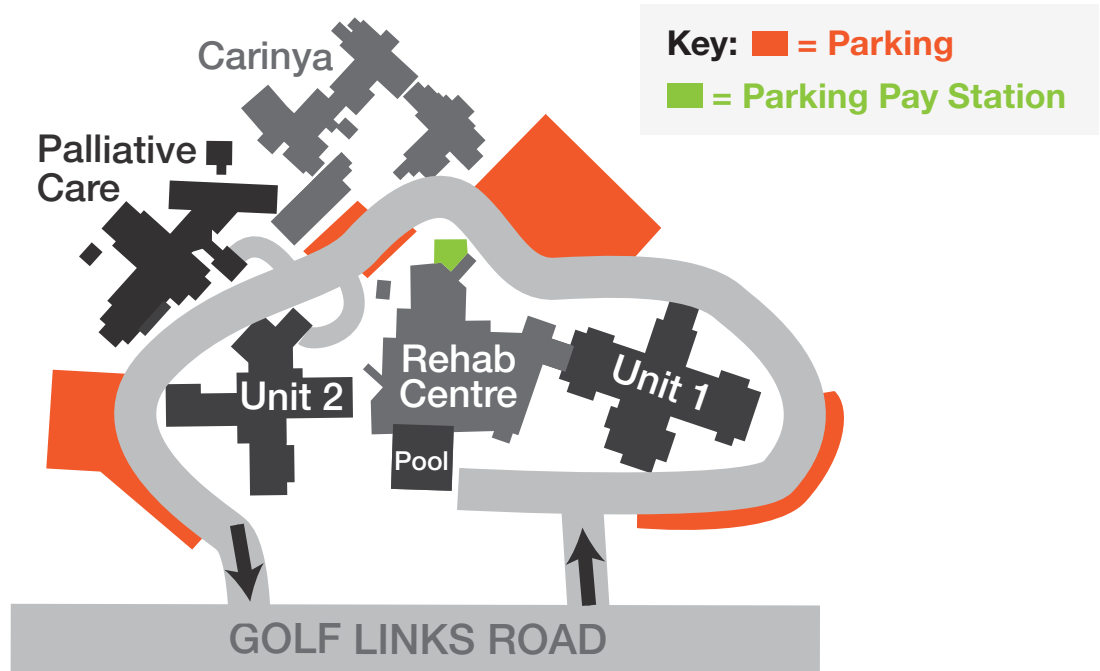 Key: = Parking
= Parking Pay Station
Carinya
Palliative
Care
Rehab
Centre
Unit 1
Unit 2
Pool
GOLF LINKS ROAD